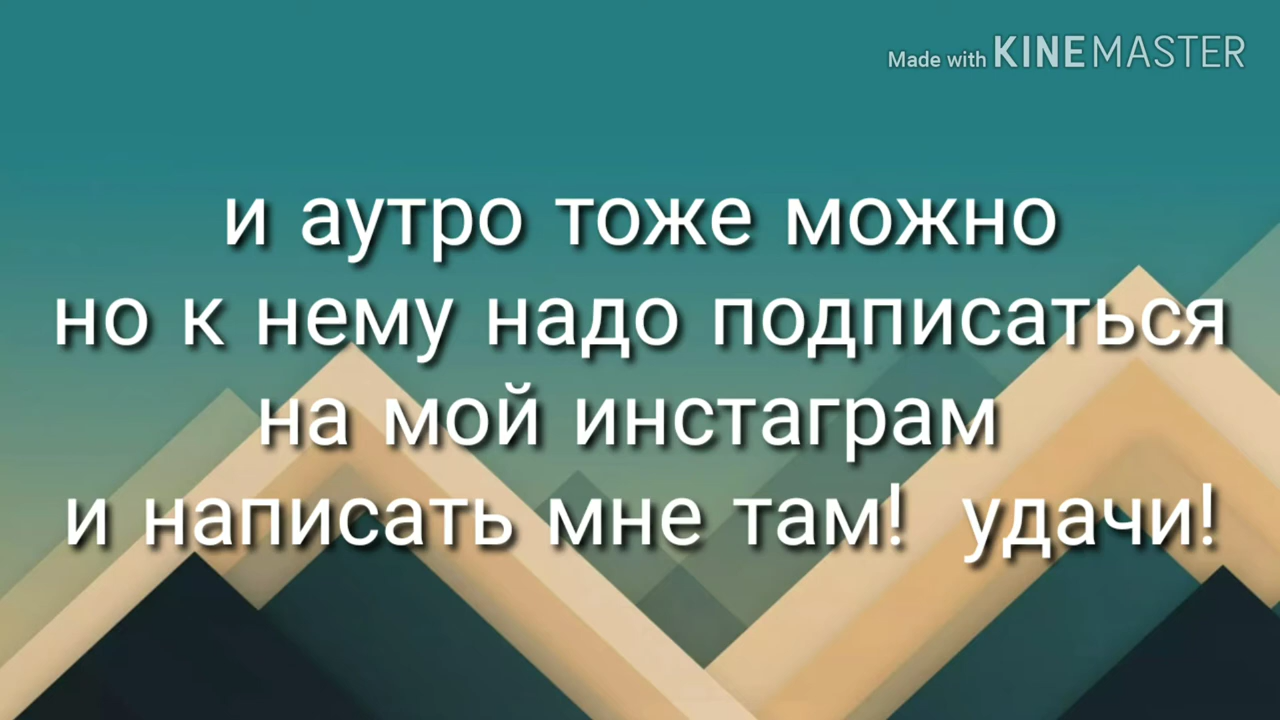 Made with KINEMASTER
и аутро тоже можно
но к нему надо подписаться
на мой инстаграм
и написать мне там! удачи!